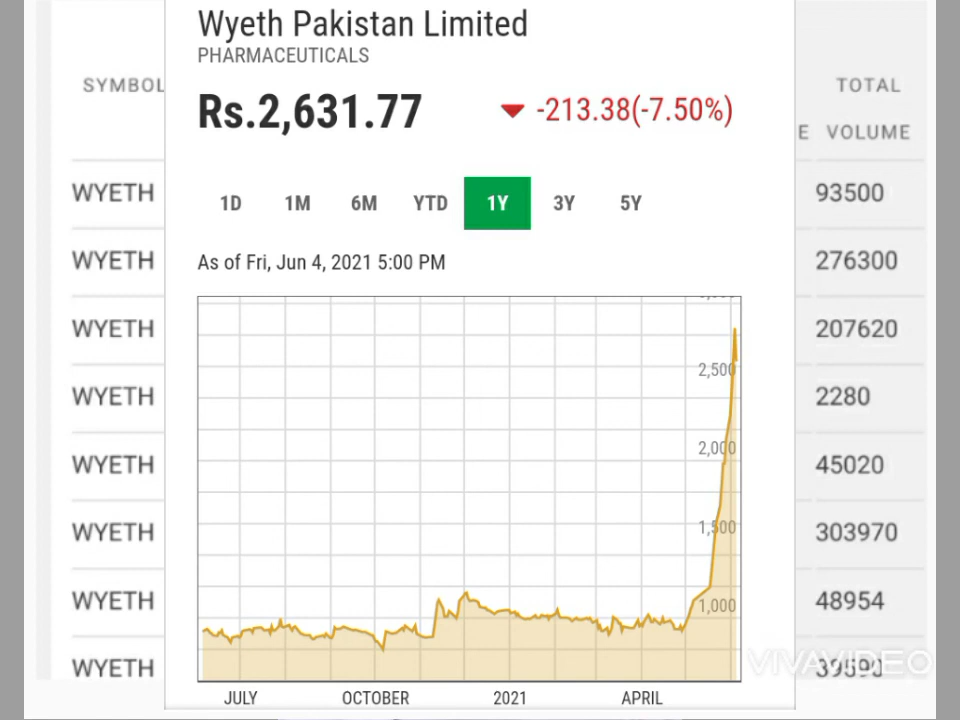 Wyeth Pakistan Limited
PHARMACEUTICALS
Rs.2,631.77 -213.38(-7.50%)
1D 1M 6M YTD 1Y 3Y 5Y
As of Fri, Jun 4, 2021 5:00 PM
2,500
2,000
1,500
1,000
JULY OCTOBER 2021 APRIL
SYMBOL TOTAL
E VOLUME
WYETH 93500
WYETH 276300
WYETH 207620
WYETH 2280
WYETH 45020
WYETH 303970
WYETH 48954
WYETH 39590
VIVAVIDEO